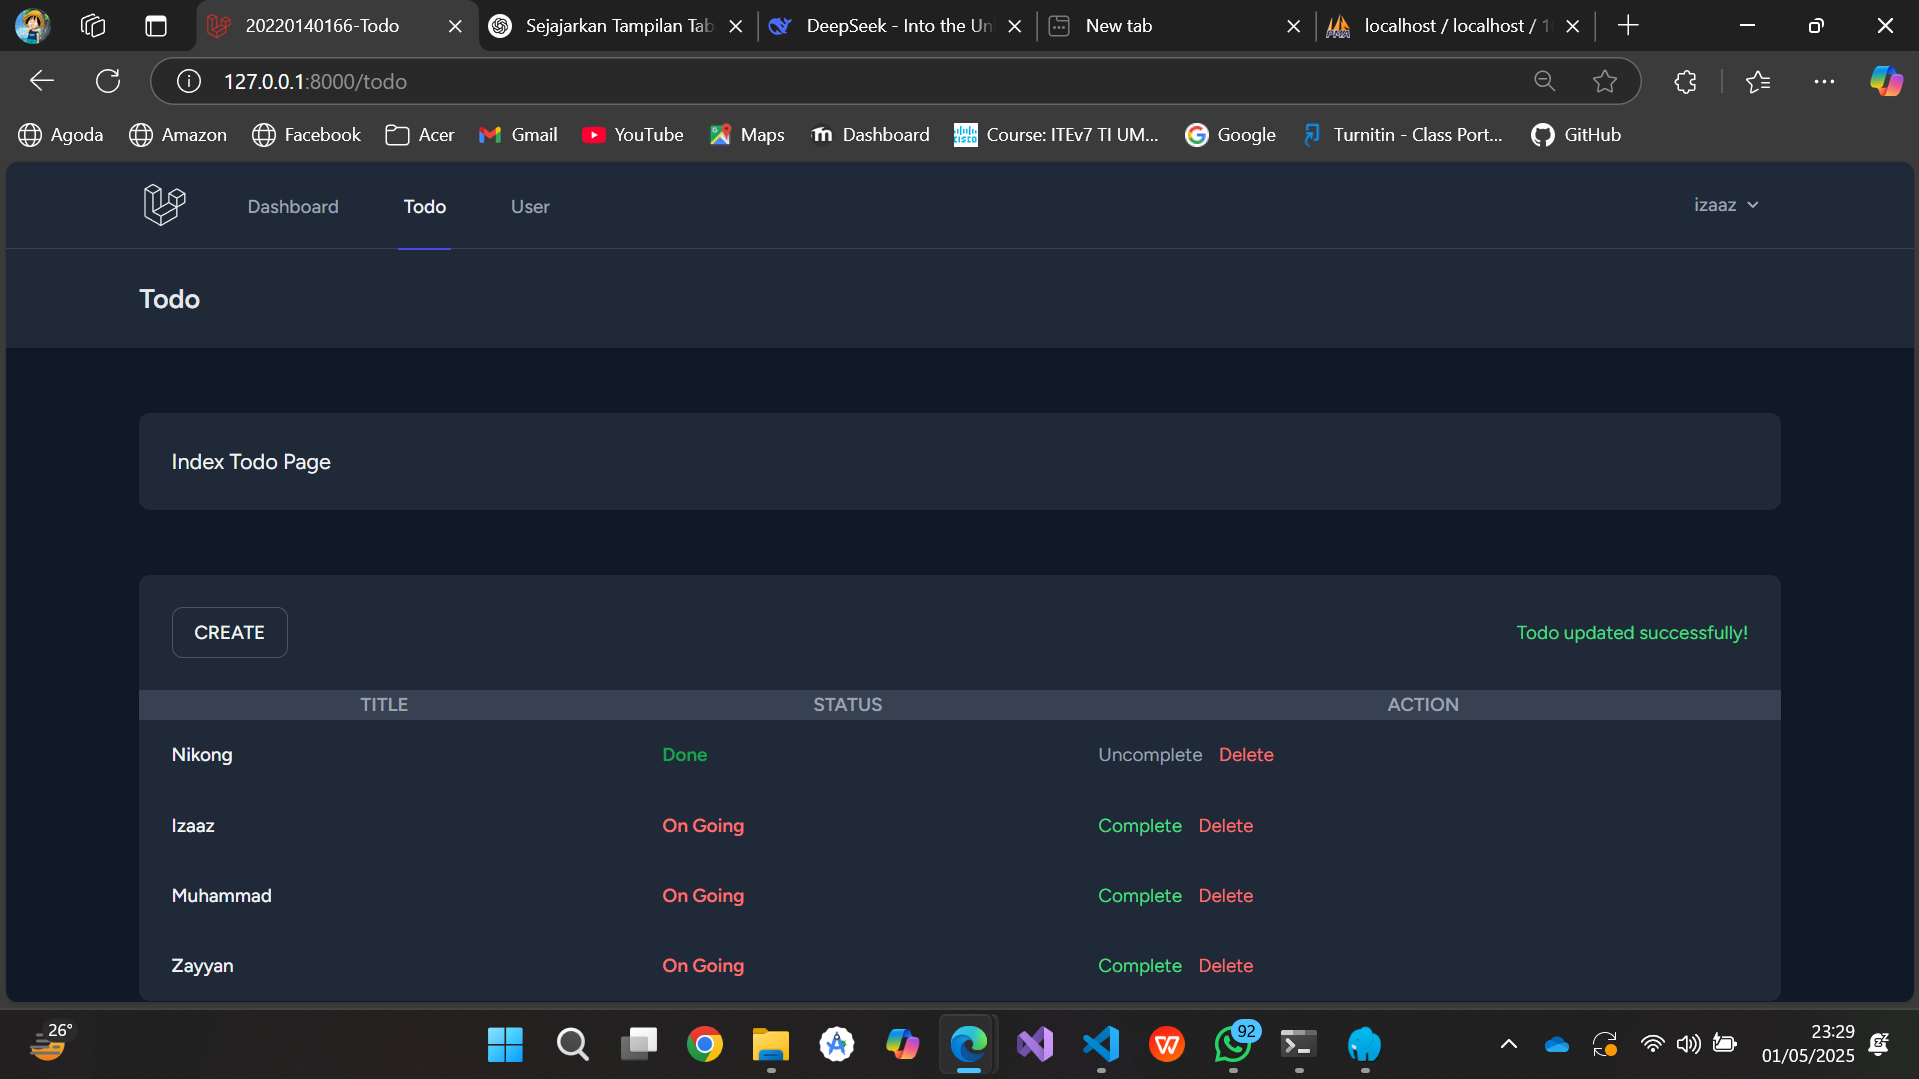 20220140166-Todo
Sejajarkan Tampilan Tab
DeepSeek - Into the Un
New tab
localhost / localhost / 1
127.0.0.1:8000/todo
Agoda
Amazon
Facebook
Acer
Gmail
YouTube
Maps
Dashboard
Course: ITEv7 TI UM...
Google
Turnitin - Class Port...
GitHub
Dashboard
Todo
User
izaaz
Todo
Index Todo Page
CREATE
Todo updated successfully!
TITLE STATUS ACTION
Nikong Done Uncomplete Delete
Izaaz On Going Complete Delete
Muhammad On Going Complete Delete
Zayyan On Going Complete Delete
26°
92
23:29
01/05/2025